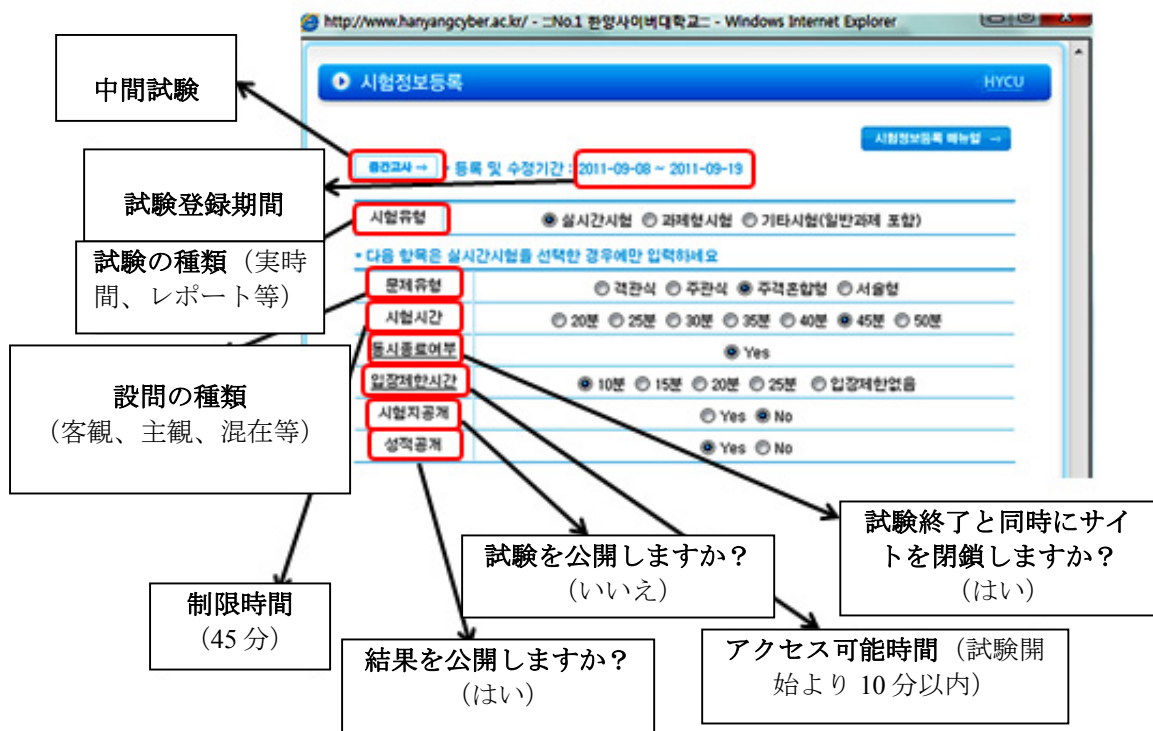 http://www.hanyangcyber.ac.kr/ - :::No.1 한양사이버대학교::: - Windows Internet Explorer
시험정보등록
HYCU
시험정보등록 매뉴얼 →
중간고사 → • 등록 및 수정기간 : 2011-09-08 ~ 2011-09-19
시험유형 실시간시험 과제형시험 기타시험(일반과제 포함)
* 다음 항목은 실시간시험를 선택한 경우에만 입력하세요
문제유형 객관식 주관식 주객혼합형 서술형
시험시간 20분 25분 30분 35분 40분 45분 50분
동시종료여부 Yes
입장제한시간 10분 15분 20분 25분 입장제한없음
시험지공개 Yes No
성적공개 Yes No
中間試験
試験登録期間
試験の種類（実時
間、レポート等）
設問の種類
（客観、主観、混在等）
制限時間
（45 分）
結果を公開しますか？
（はい）
試験を公開しますか？
（いいえ）
アクセス可能時間（試験開
始より 10 分以内）
試験終了と同時にサイ
トを閉鎖しますか？
（はい）